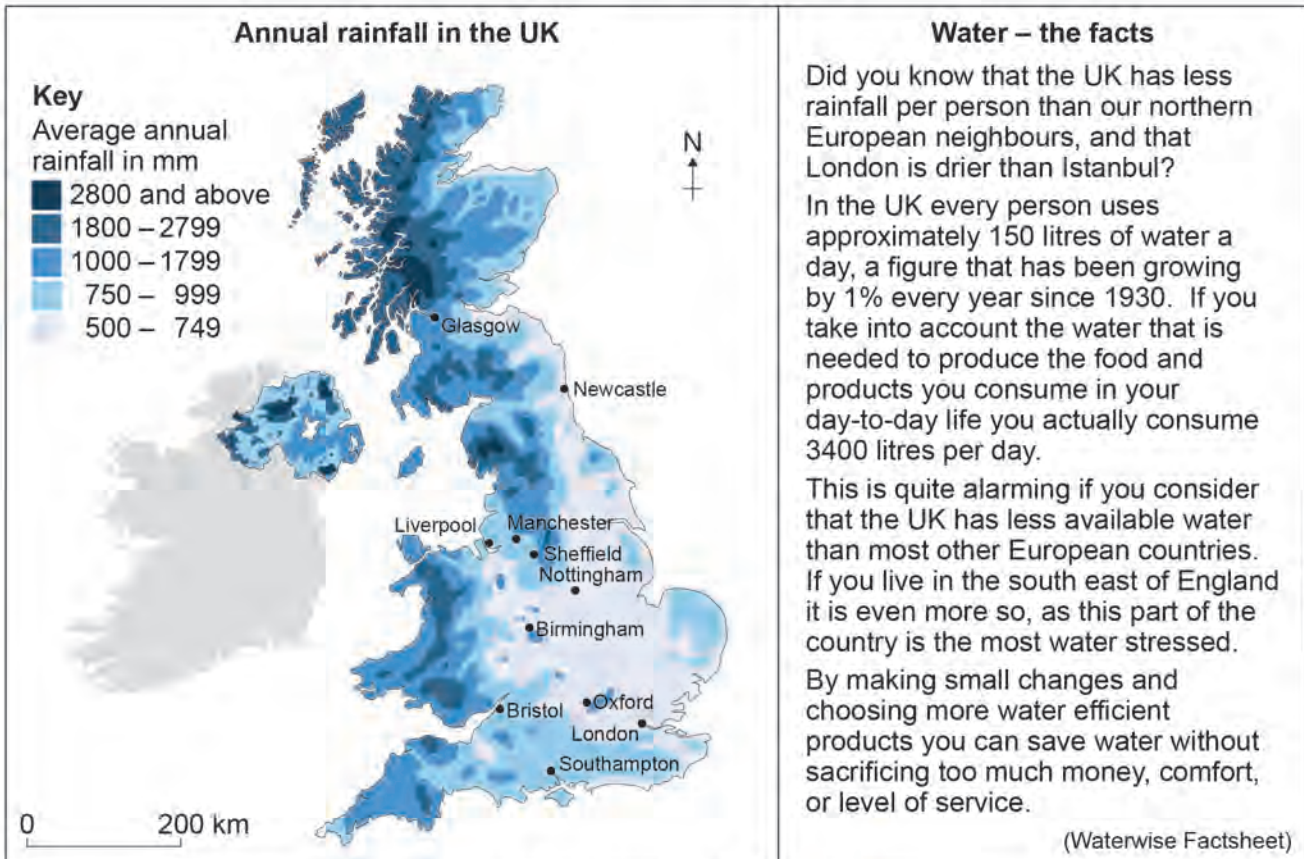 Annual rainfall in the UK
Key
Average annual
rainfall in mm
2800 and above
1800 – 2799
1000 – 1799
750 – 999
500 – 749
N
Glasgow
Newcastle
Liverpool
Manchester
Sheffield
Nottingham
Birmingham
Bristol
Oxford
London
Southampton
0 200 km
Water – the facts
Did you know that the UK has less
rainfall per person than our northern
European neighbours, and that
London is drier than Istanbul?
In the UK every person uses
approximately 150 litres of water a
day, a figure that has been growing
by 1% every year since 1930. If you
take into account the water that is
needed to produce the food and
products you consume in your
day-to-day life you actually consume
3400 litres per day.
This is quite alarming if you consider
that the UK has less available water
than most other European countries.
If you live in the south east of England
it is even more so, as this part of the
country is the most water stressed.
By making small changes and
choosing more water efficient
products you can save water without
sacrificing too much money, comfort,
or level of service.
(Waterwise Factsheet)